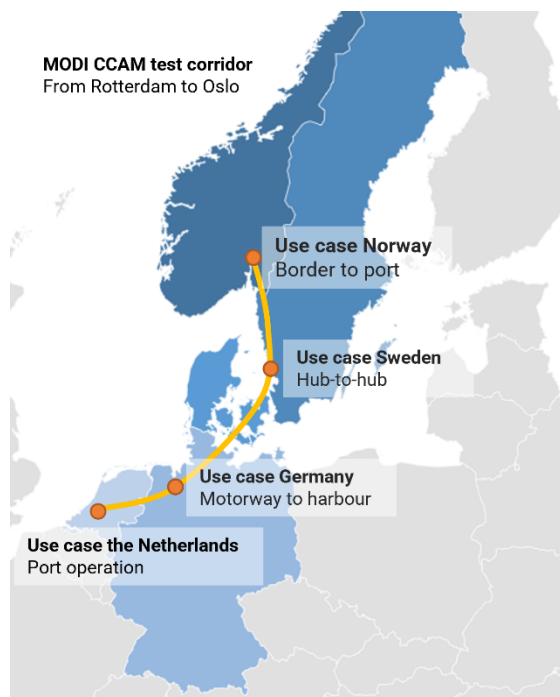 MODI CCAM test corridor
From Rotterdam to Oslo
Use case Norway
Border to port
Use case Sweden
Hub-to-hub
Use case Germany
Motorway to harbour
Use case the Netherlands
Port operation